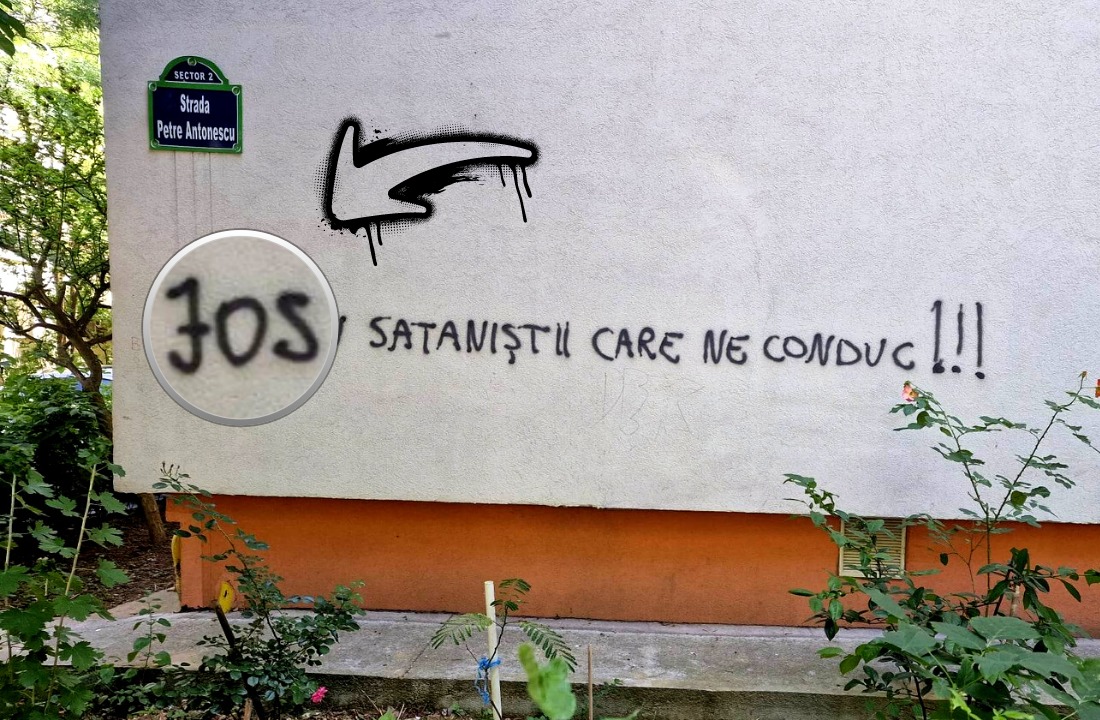 SECTOR 2
Strada
Petre Antonescu
JOS SATANIȘTII CARE NE CONDUC !!!